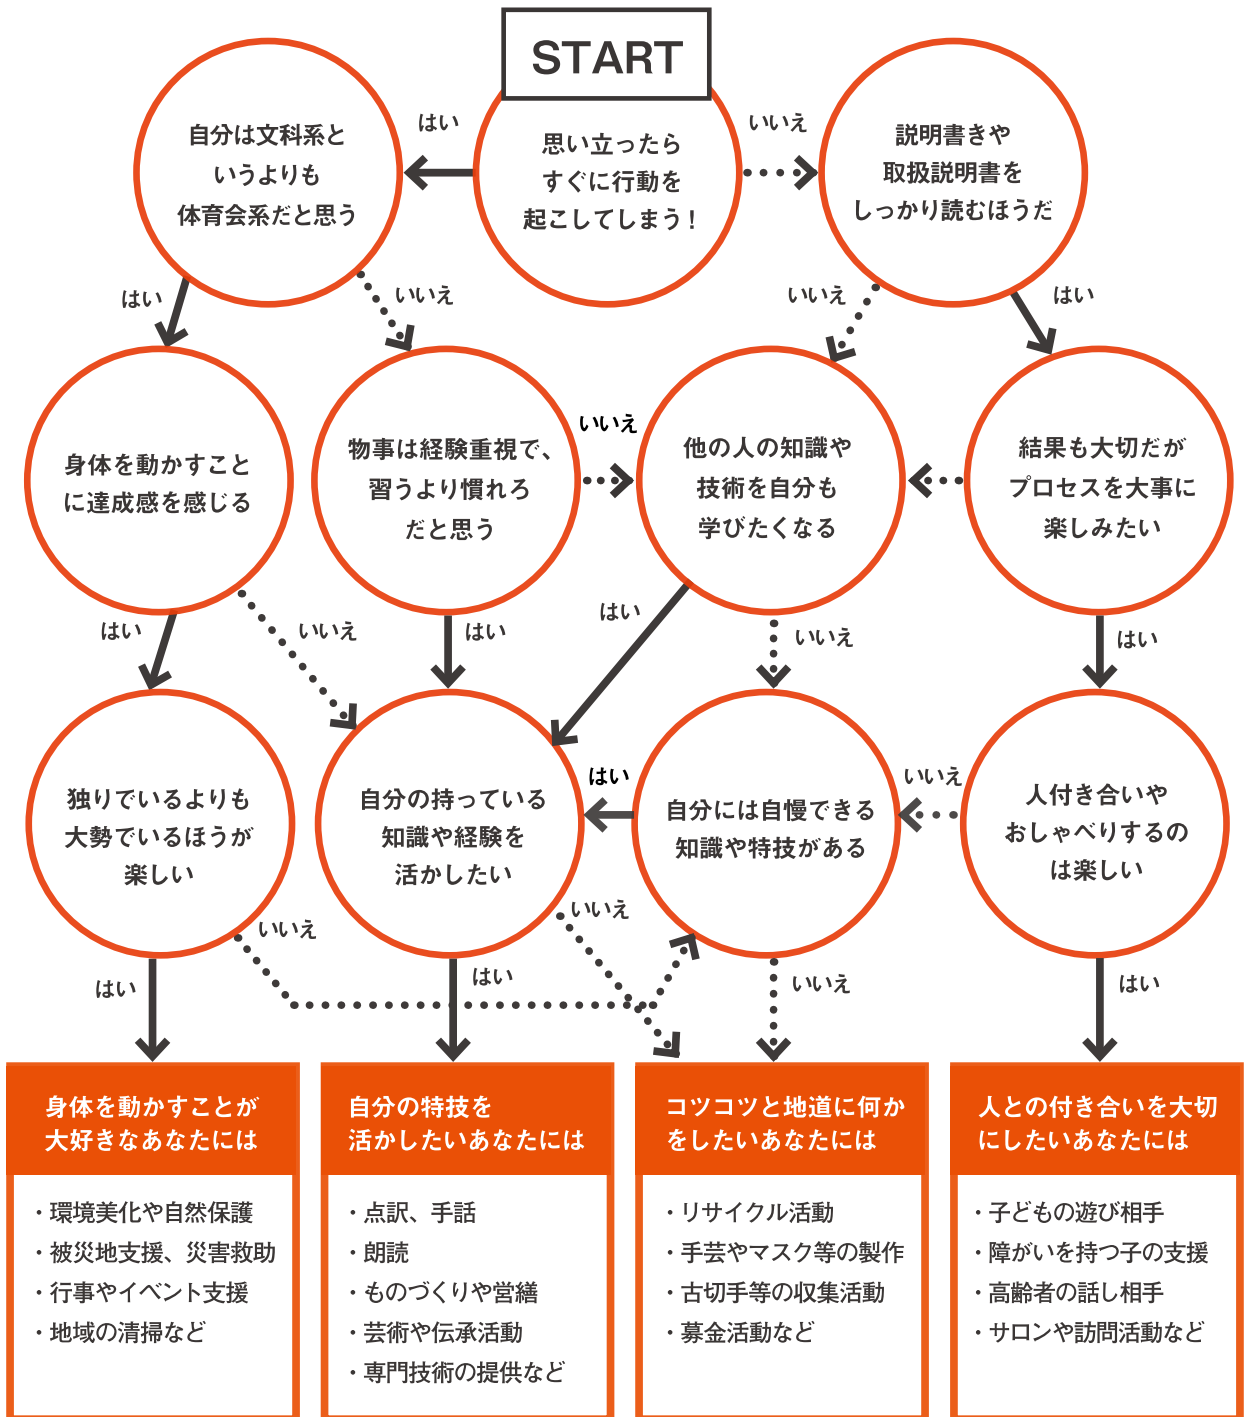 START
思い立ったら
すぐに行動を
起こしてしまう！
はい
いいえ
自分は文科系と
いうよりも
体育会系だと思う
説明書きや
取扱説明書を
しっかり読むほうだ
はい
いいえ
いいえ
はい
身体を動かすこと
に達成感を感じる
物事は経験重視で、
習うより慣れろ
だと思う
いいえ
他の人の知識や
技術を自分も
学びたくなる
結果も大切だが
プロセスを大事に
楽しみたい
はい
いいえ
はい
はい
いいえ
はい
独りでいるよりも
大勢でいるほうが
楽しい
自分の持っている
知識や経験を
活かしたい
はい
自分には自慢できる
知識や特技がある
いいえ
人付き合いや
おしゃべりするの
は楽しい
はい
いいえ
はい
いいえ
いいえ
はい
身体を動かすことが
大好きなあなたには
・環境美化や自然保護
・被災地支援、災害救助
・行事やイベント支援
・地域の清掃など
自分の特技を
活かしたいあなたには
・点訳、手話
・朗読
・ものづくりや営繕
・芸術や伝承活動
・専門技術の提供など
コツコツと地道に何か
をしたいあなたには
・リサイクル活動
・手芸やマスク等の製作
・古切手等の収集活動
・募金活動など
人との付き合いを大切
にしたいあなたには
・子どもの遊び相手
・障がいを持つ子の支援
・高齢者の話し相手
・サロンや訪問活動など